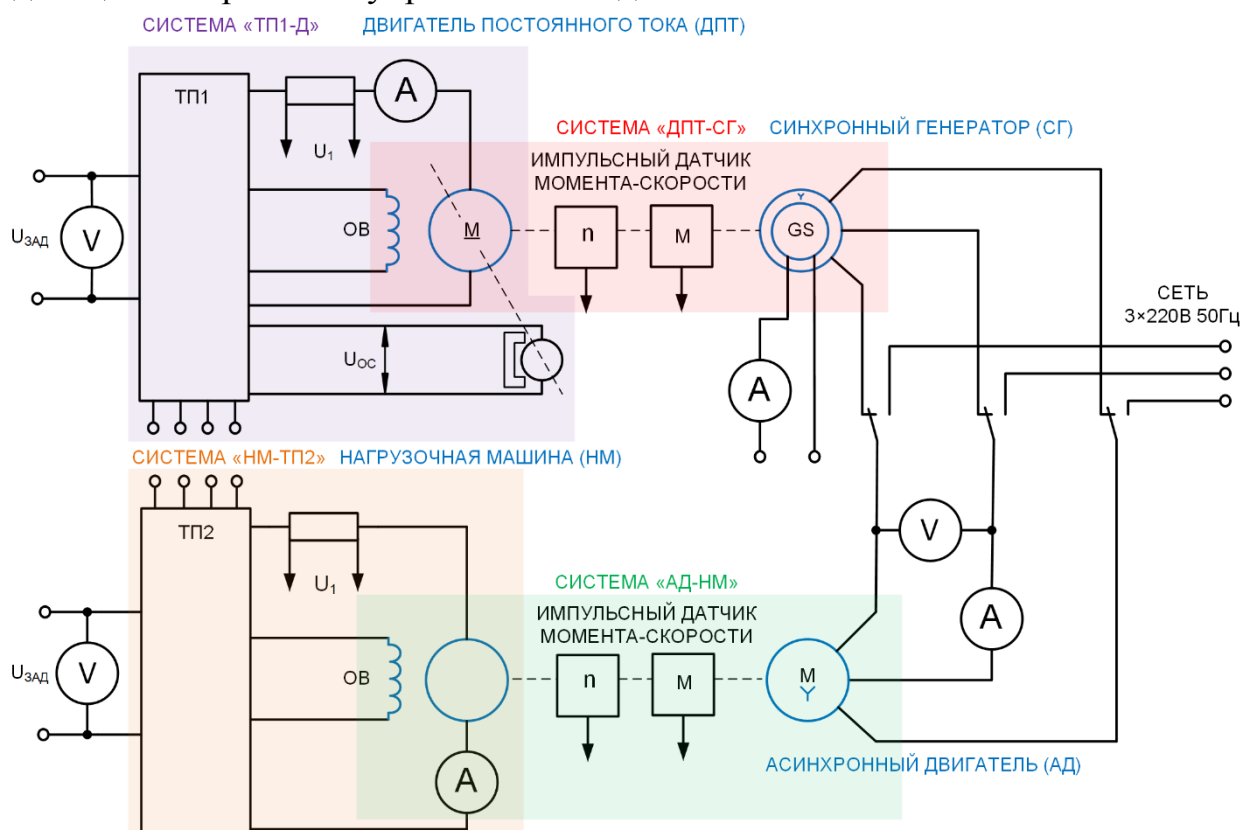 СИСТЕМА «ТП1-Д» ДВИГАТЕЛЬ ПОСТОЯННОГО ТОКА (ДПТ)
ТП1
A
U1
СИСТЕМА «ДПТ-СГ» СИНХРОННЫЙ ГЕНЕРАТОР (СГ)
ИМПУЛЬСНЫЙ ДАТЧИК
МОМЕНТА-СКОРОСТИ
UЗАД
V
ОВ
М
n
М
GS
СЕТЬ
3×220В 50Гц
UОС
A
СИСТЕМА «НМ-ТП2» НАГРУЗОЧНАЯ МАШИНА (НМ)
ТП2
V
U1
СИСТЕМА «АД-НМ»
ИМПУЛЬСНЫЙ ДАТЧИК
МОМЕНТА-СКОРОСТИ
A
UЗАД
V
ОВ
n
М
М
A
АСИНХРОННЫЙ ДВИГАТЕЛЬ (АД)